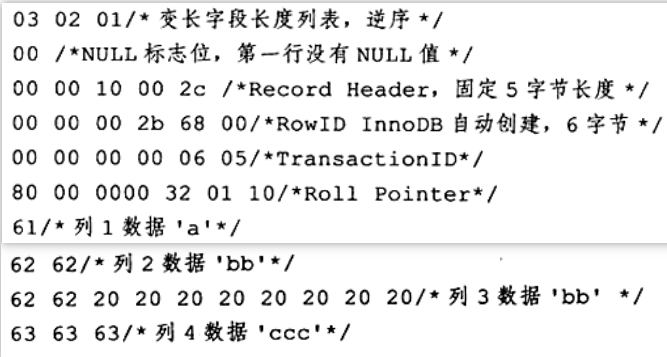 03 02 01/* 变长字段长度列表，逆序 */
00 /*NULL 标志位，第一行没有 NULL 值 */
00 00 10 00 2c /*Record Header，固定 5 字节长度 */
00 00 00 2b 68 00/*RowID InnoDB 自动创建，6 字节 */
00 00 00 00 06 05/*TransactionID*/
80 00 0000 32 01 10/*Roll Pointer*/
61/* 列 1 数据 'a'*/
62 62/* 列 2 数据 'bb'*/
62 62 20 20 20 20 20 20 20 20/* 列 3 数据 'bb' */
63 63 63/* 列 4 数据 'ccc'*/